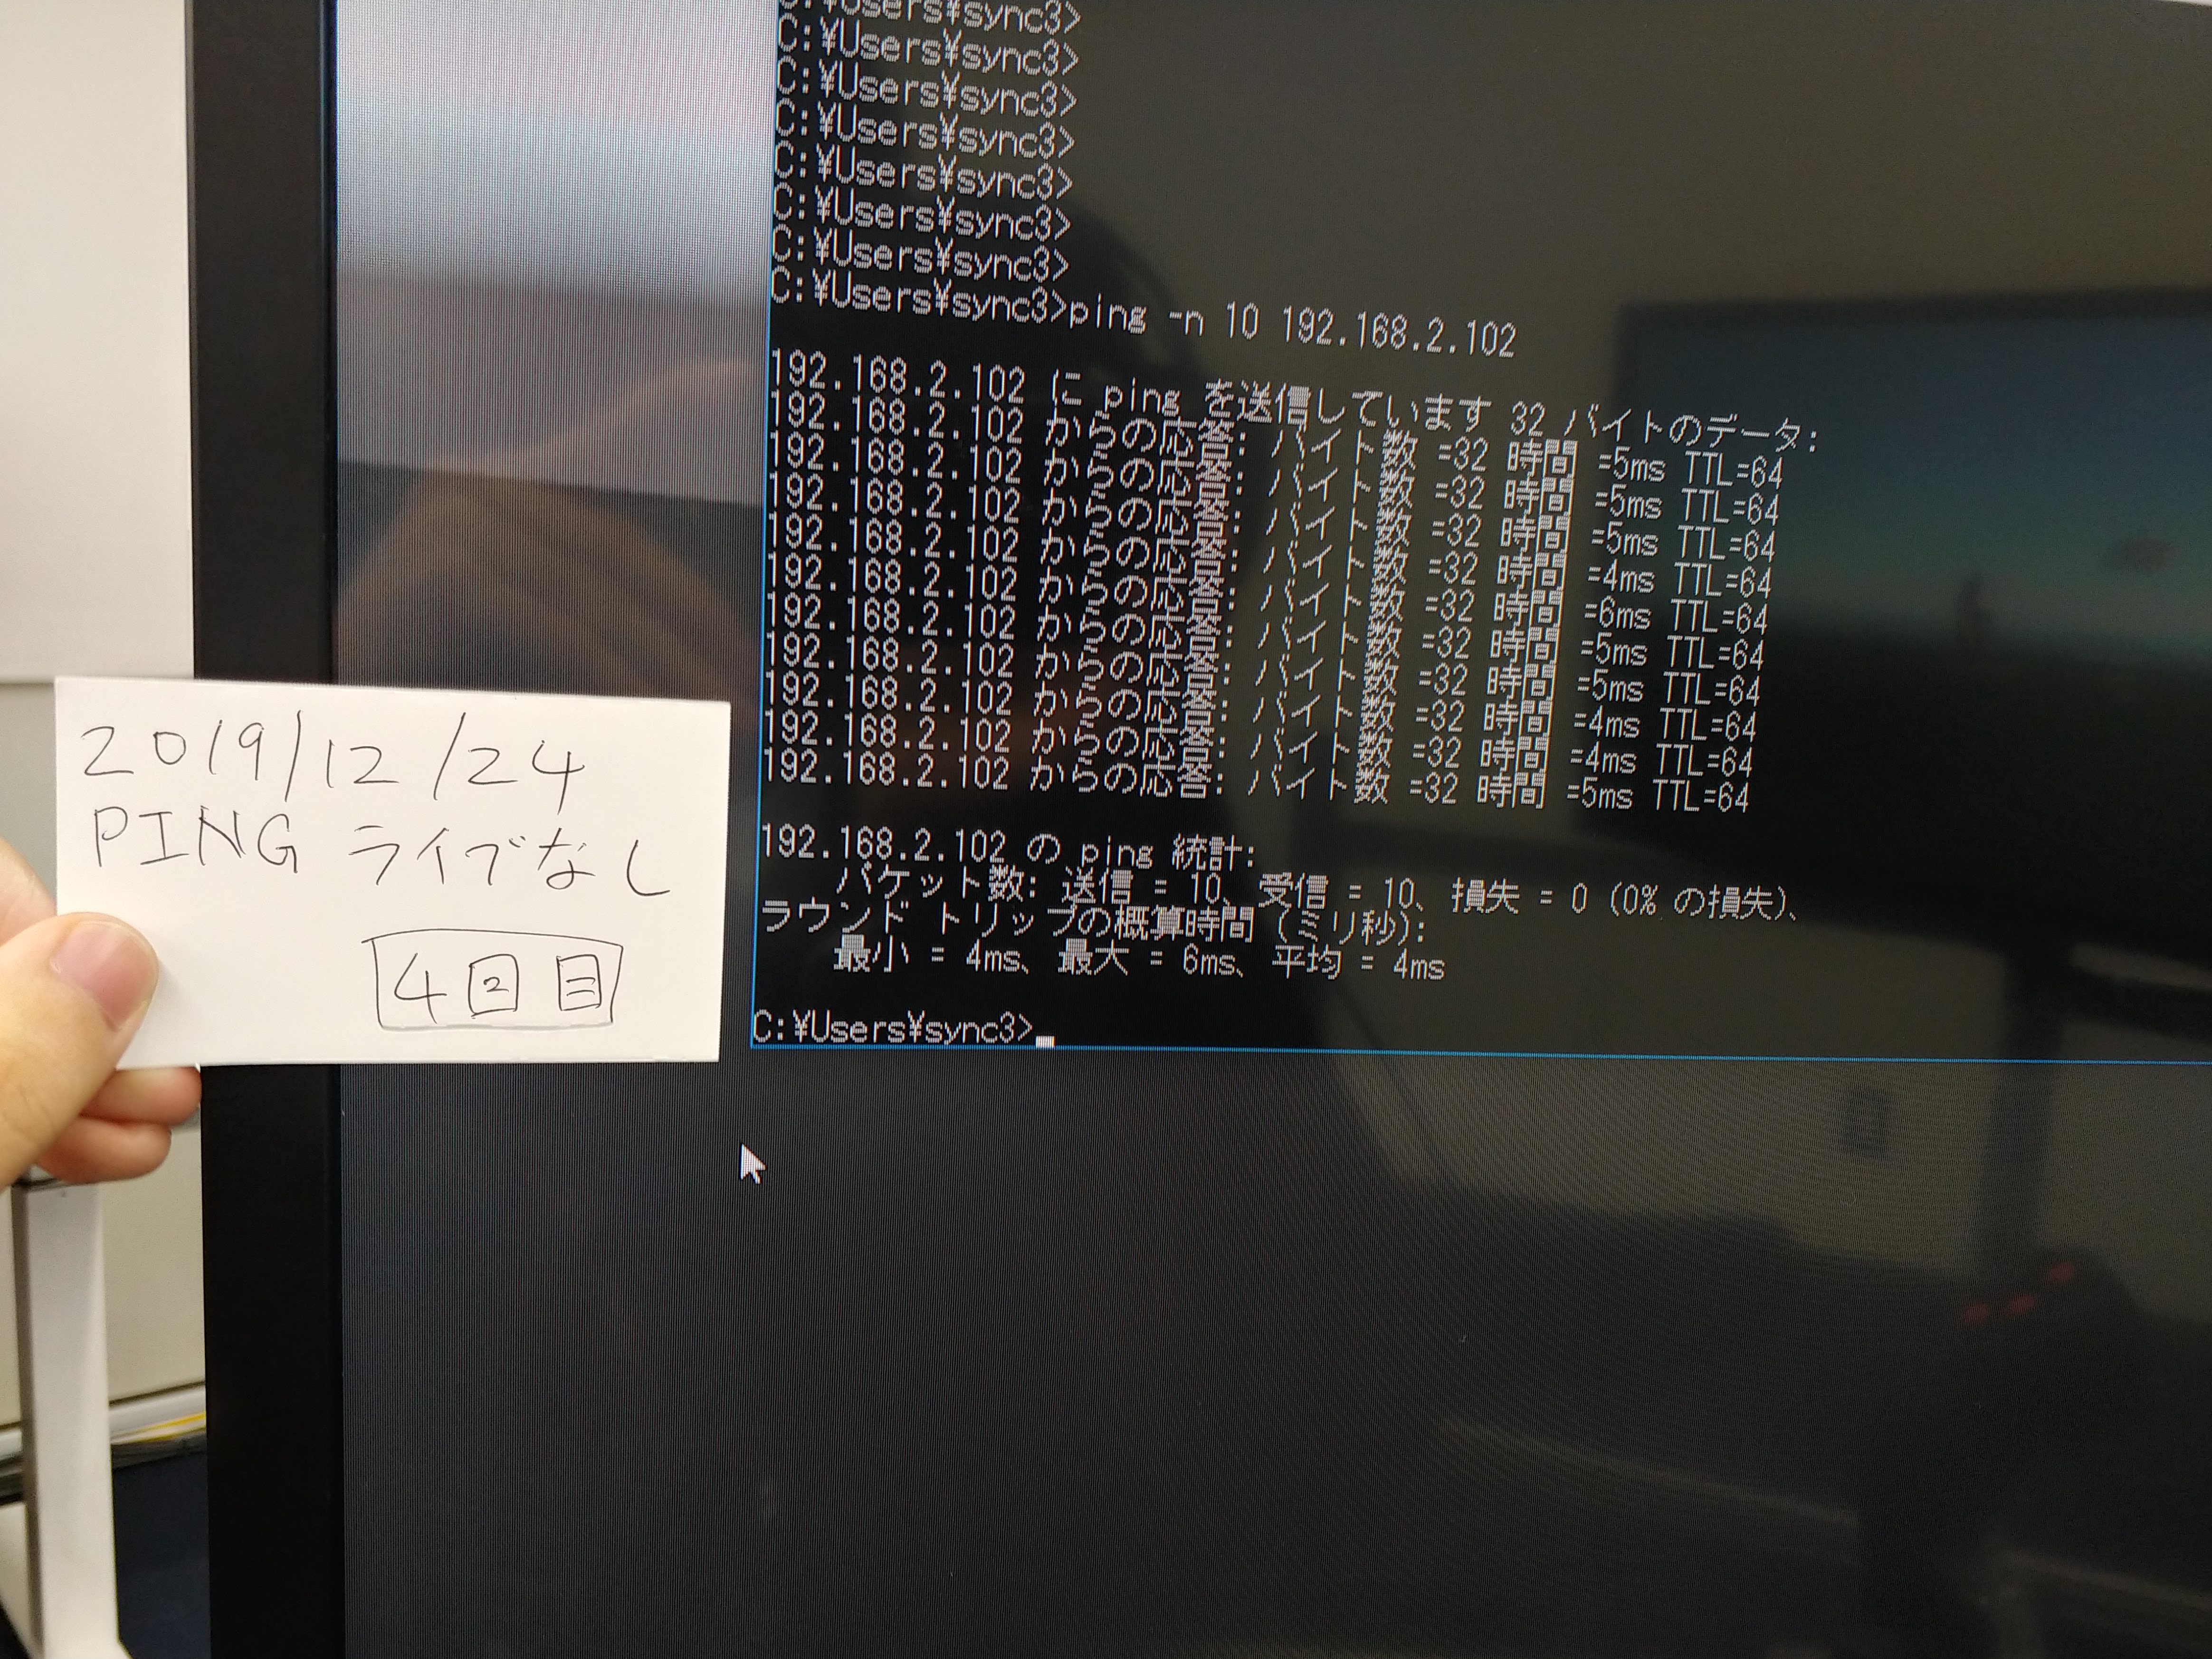 C:¥Users¥sync3>
C:¥Users¥sync3>
C:¥Users¥sync3>
C:¥Users¥sync3>
C:¥Users¥sync3>
C:¥Users¥sync3>
C:¥Users¥sync3>
C:¥Users¥sync3>ping -n 10 192.168.2.102
192.168.2.102 に ping を送信しています 32 バイトのデータ:
192.168.2.102 からの応答: バイト数 =32 時間 =5ms TTL=64
192.168.2.102 からの応答: バイト数 =32 時間 =5ms TTL=64
192.168.2.102 からの応答: バイト数 =32 時間 =5ms TTL=64
192.168.2.102 からの応答: バイト数 =32 時間 =4ms TTL=64
192.168.2.102 からの応答: バイト数 =32 時間 =6ms TTL=64
192.168.2.102 からの応答: バイト数 =32 時間 =5ms TTL=64
192.168.2.102 からの応答: バイト数 =32 時間 =5ms TTL=64
192.168.2.102 からの応答: バイト数 =32 時間 =4ms TTL=64
192.168.2.102 からの応答: バイト数 =32 時間 =4ms TTL=64
192.168.2.102 からの応答: バイト数 =32 時間 =5ms TTL=64
192.168.2.102 の ping 統計:
パケット数: 送信 = 10、受信 = 10、損失 = 0 (0% の損失)、
ラウンド トリップの概算時間 (ミリ秒):
最小 = 4ms、最大 = 6ms、平均 = 4ms
C:¥Users¥sync3>
2019/12/24
PING ライブなし
4回目